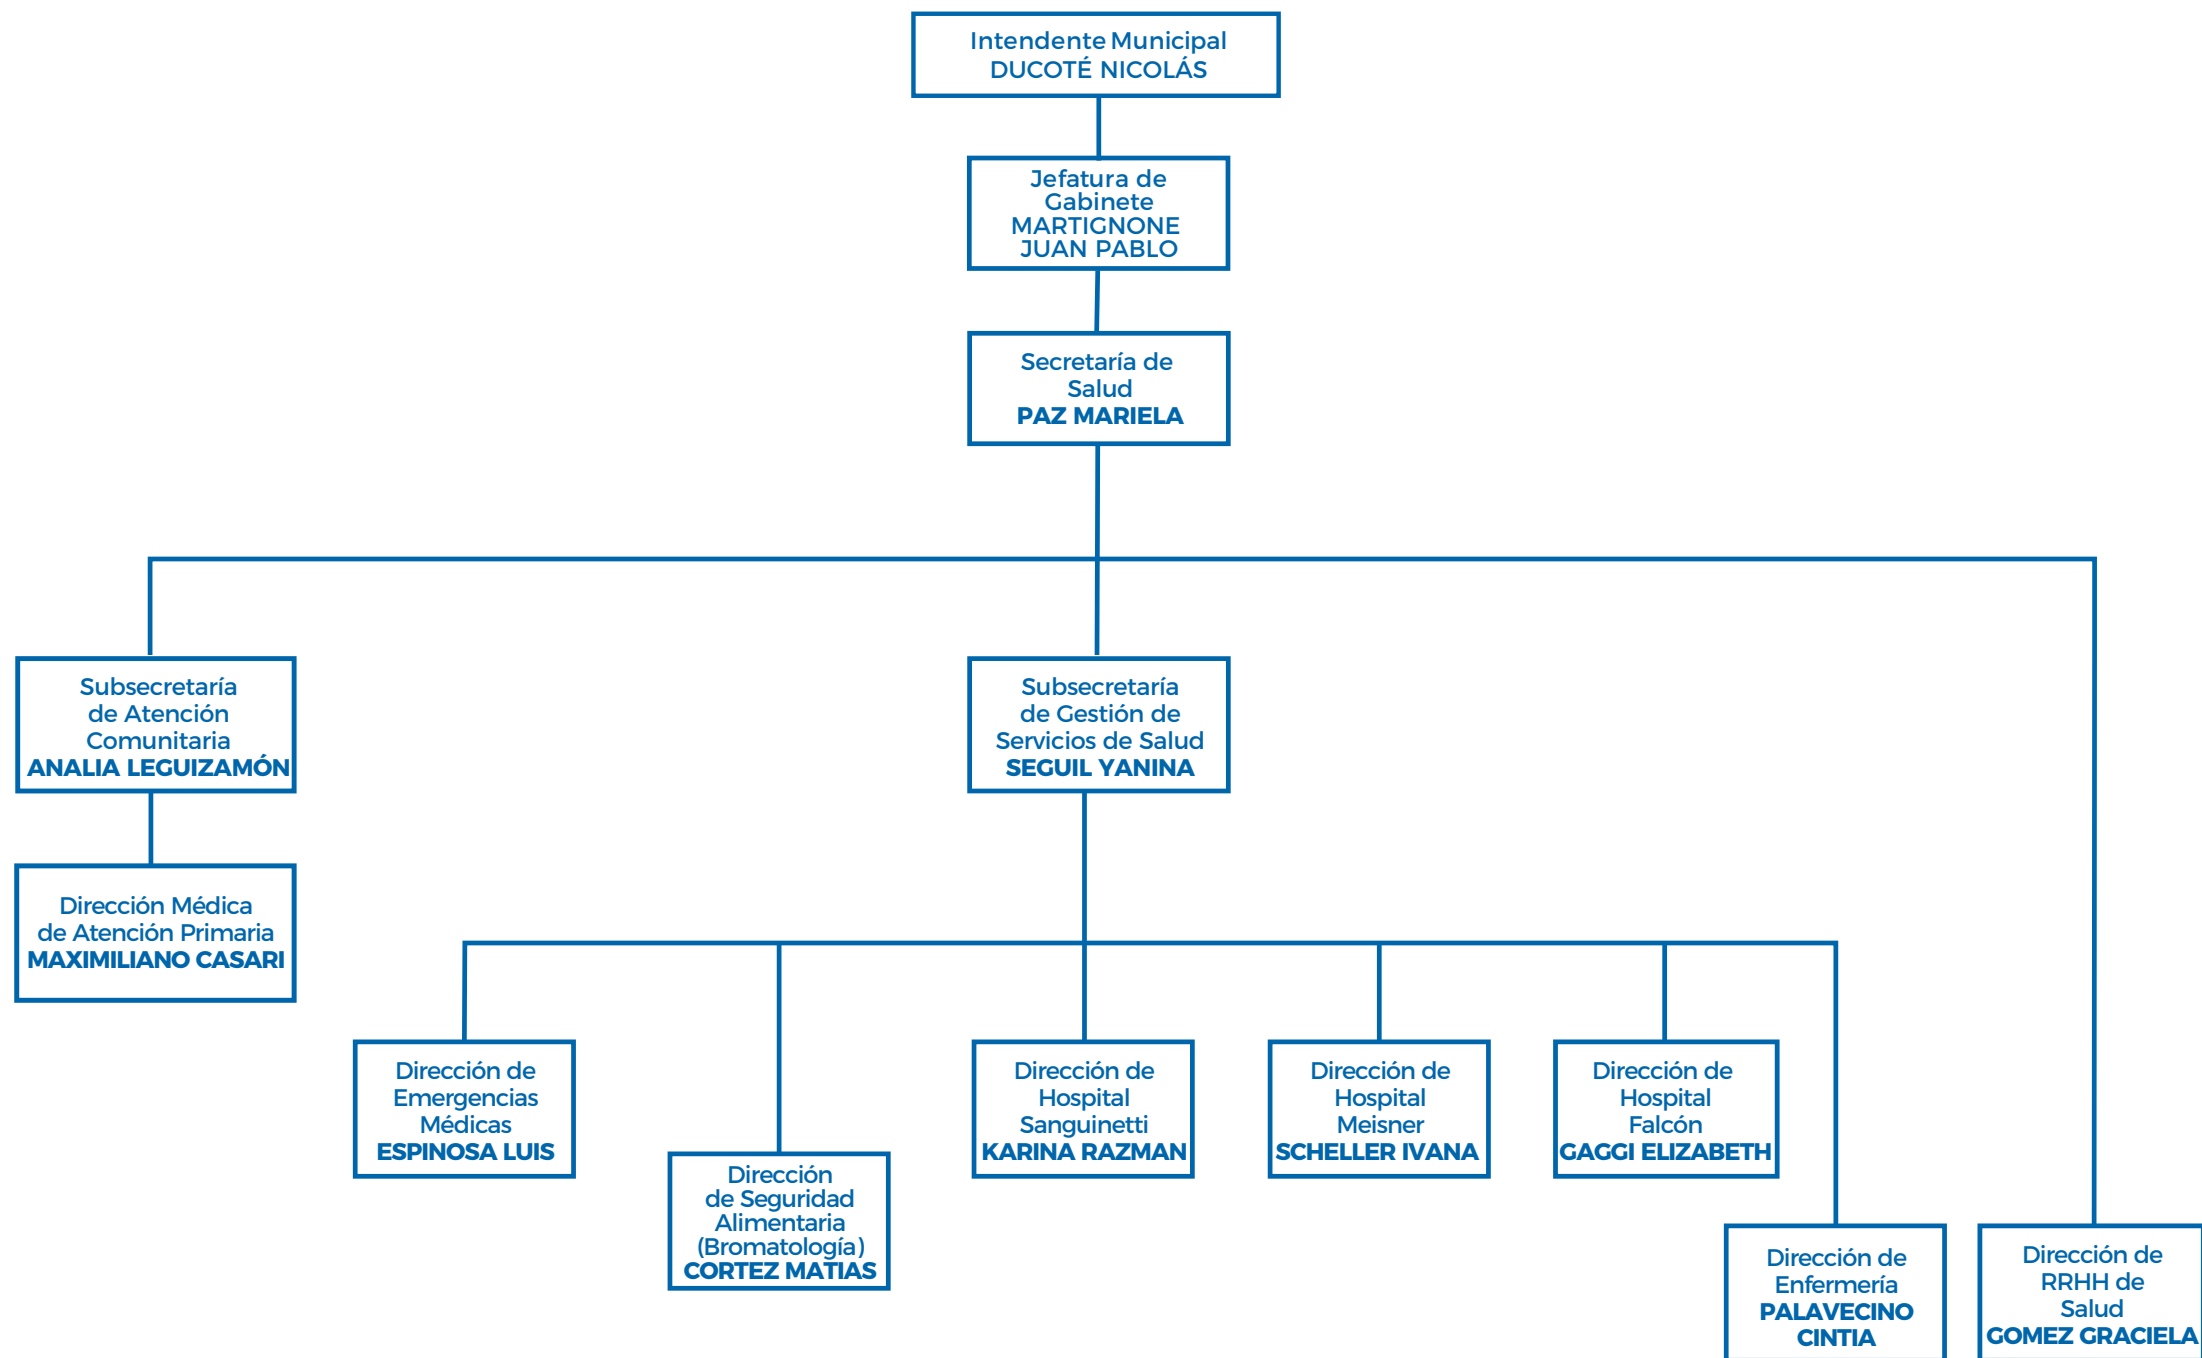 Intendente Municipal
DUCOTÉ NICOLÁS
Jefatura de
Gabinete
MARTIGNONE
JUAN PABLO
Secretaría de
Salud
PAZ MARIELA
Subsecretaría
de Atención
Comunitaria
ANALIA LEGUIZAMÓN
Subsecretaría
de Gestión de
Servicios de Salud
SEGUIL YANINA
Dirección Médica
de Atención Primaria
MAXIMILIANO CASARI
Dirección de
Emergencias
Médicas
ESPINOSA LUIS
Dirección
de Seguridad
Alimentaria
(Bromatología)
CORTEZ MATIAS
Dirección de
Hospital
Sanguinetti
KARINA RAZMAN
Dirección de
Hospital
Meisner
SCHELLER IVANA
Dirección de
Hospital
Falcón
GAGGI ELIZABETH
Dirección de
Enfermería
PALAVECINO
CINTIA
Dirección de
RRHH de
Salud
GOMEZ GRACIELA